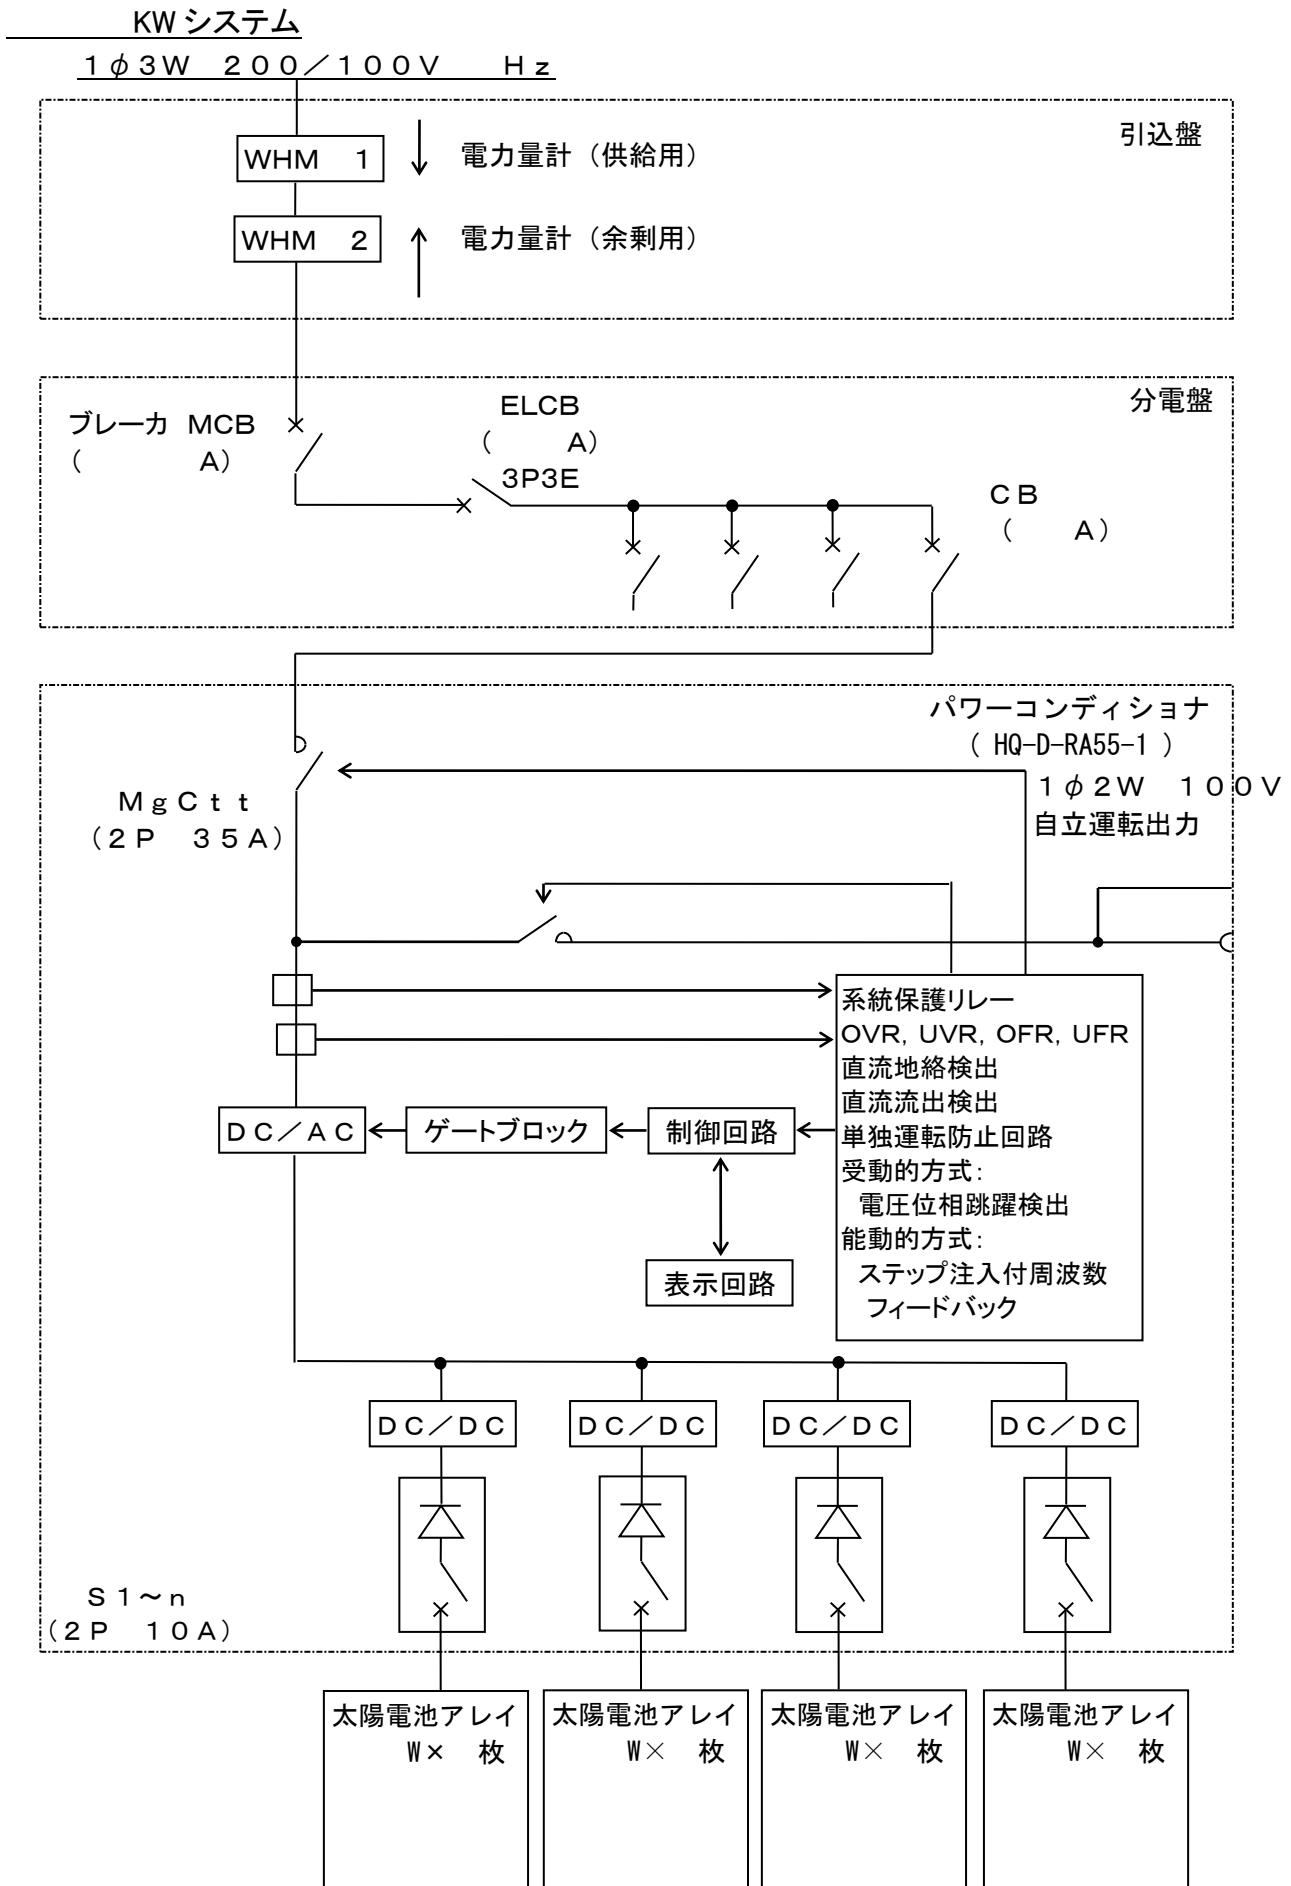 KWシステム
1φ3W 200/100V Hz
引込盤
WHM 1
電力量計（供給用）
WHM 2
電力量計（余剰用）
分電盤
ブレーカ MCB
( A)
ELCB
( A)
3P3E
CB
( A)
パワーコンディショナ
( HQ-D-RA55-1 )
1φ2W 100V
自立運転出力
MgCtt
(2P 35A)
系統保護リレー
OVR, UVR, OFR, UFR
直流地絡検出
直流流出検出
単独運転防止回路
受動的方式:
電圧位相跳躍検出
能動的方式:
ステップ注入付周波数
フィードバック
DC/AC
ゲートブロック
制御回路
表示回路
DC/DC
DC/DC
DC/DC
DC/DC
S1~n
(2P 10A)
太陽電池アレイ
W× 枚
太陽電池アレイ
W× 枚
太陽電池アレイ
W× 枚
太陽電池アレイ
W× 枚